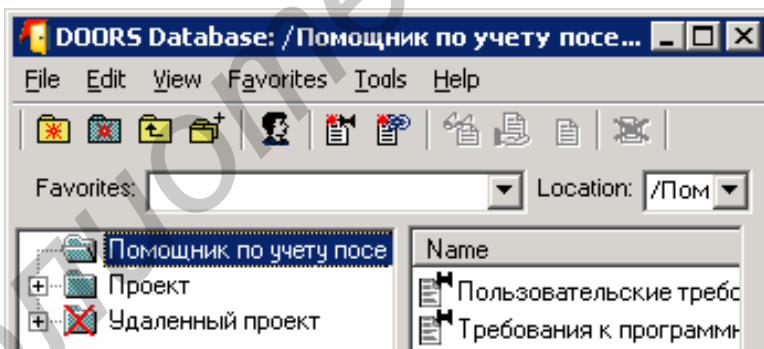 DOORS Database: /Помощник по учету посе...
File Edit View Favorites Tools Help
Favorites: Location: /Пом
Помощник по учету посе
Name
Проект
Пользовательские требо
Удаленный проект
Требования к программн